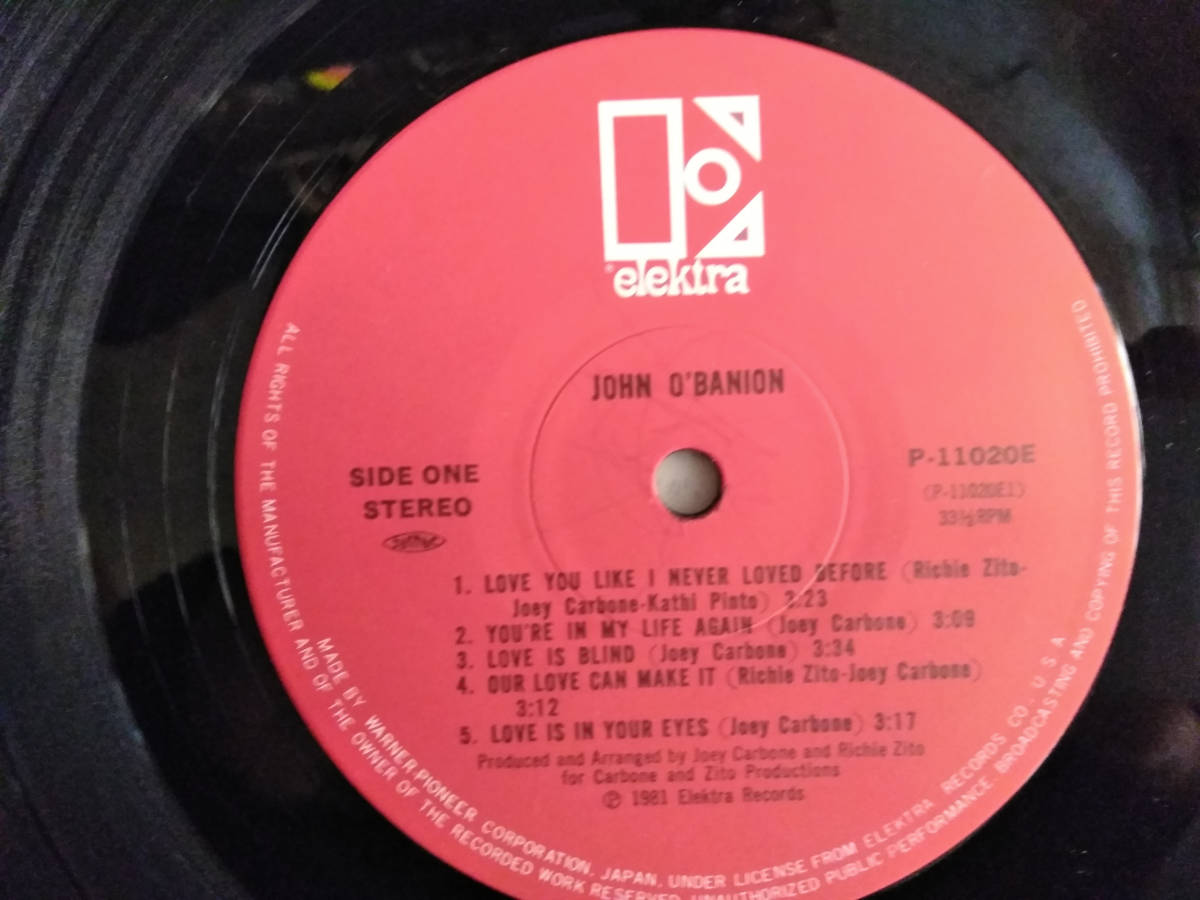 elektra
JOHN O'BANION
SIDE ONE
STEREO
P-11020E
(P-11020E1)
33⅓RPM
1. LOVE YOU LIKE I NEVER LOVED BEFORE (Richie Zito-
Joey Carbone-Kathi Pinto) 3:23
2. YOU'RE IN MY LIFE AGAIN (Joey Carbone) 3:09
3. LOVE IS BLIND (Joey Carbone) 3:34
4. OUR LOVE CAN MAKE IT (Richie Zito-Joey Carbone)
3:12
5. LOVE IS IN YOUR EYES (Joey Carbone) 3:17
Produced and Arranged by Joey Carbone and Richie Zito
for Carbone and Zito Productions
℗ 1981 Elektra Records
MADE BY WARNER-PIONEER CORPORATION, JAPAN, UNDER LICENSE FROM ELEKTRA RECORDS CO., U.S.A.
ALL RIGHTS OF THE MANUFACTURER AND OF THE OWNER OF THE RECORDED WORK RESERVED UNAUTHORIZED PUBLIC PERFORMANCE BROADCASTING AND COPYING OF THIS RECORD PROHIBITED